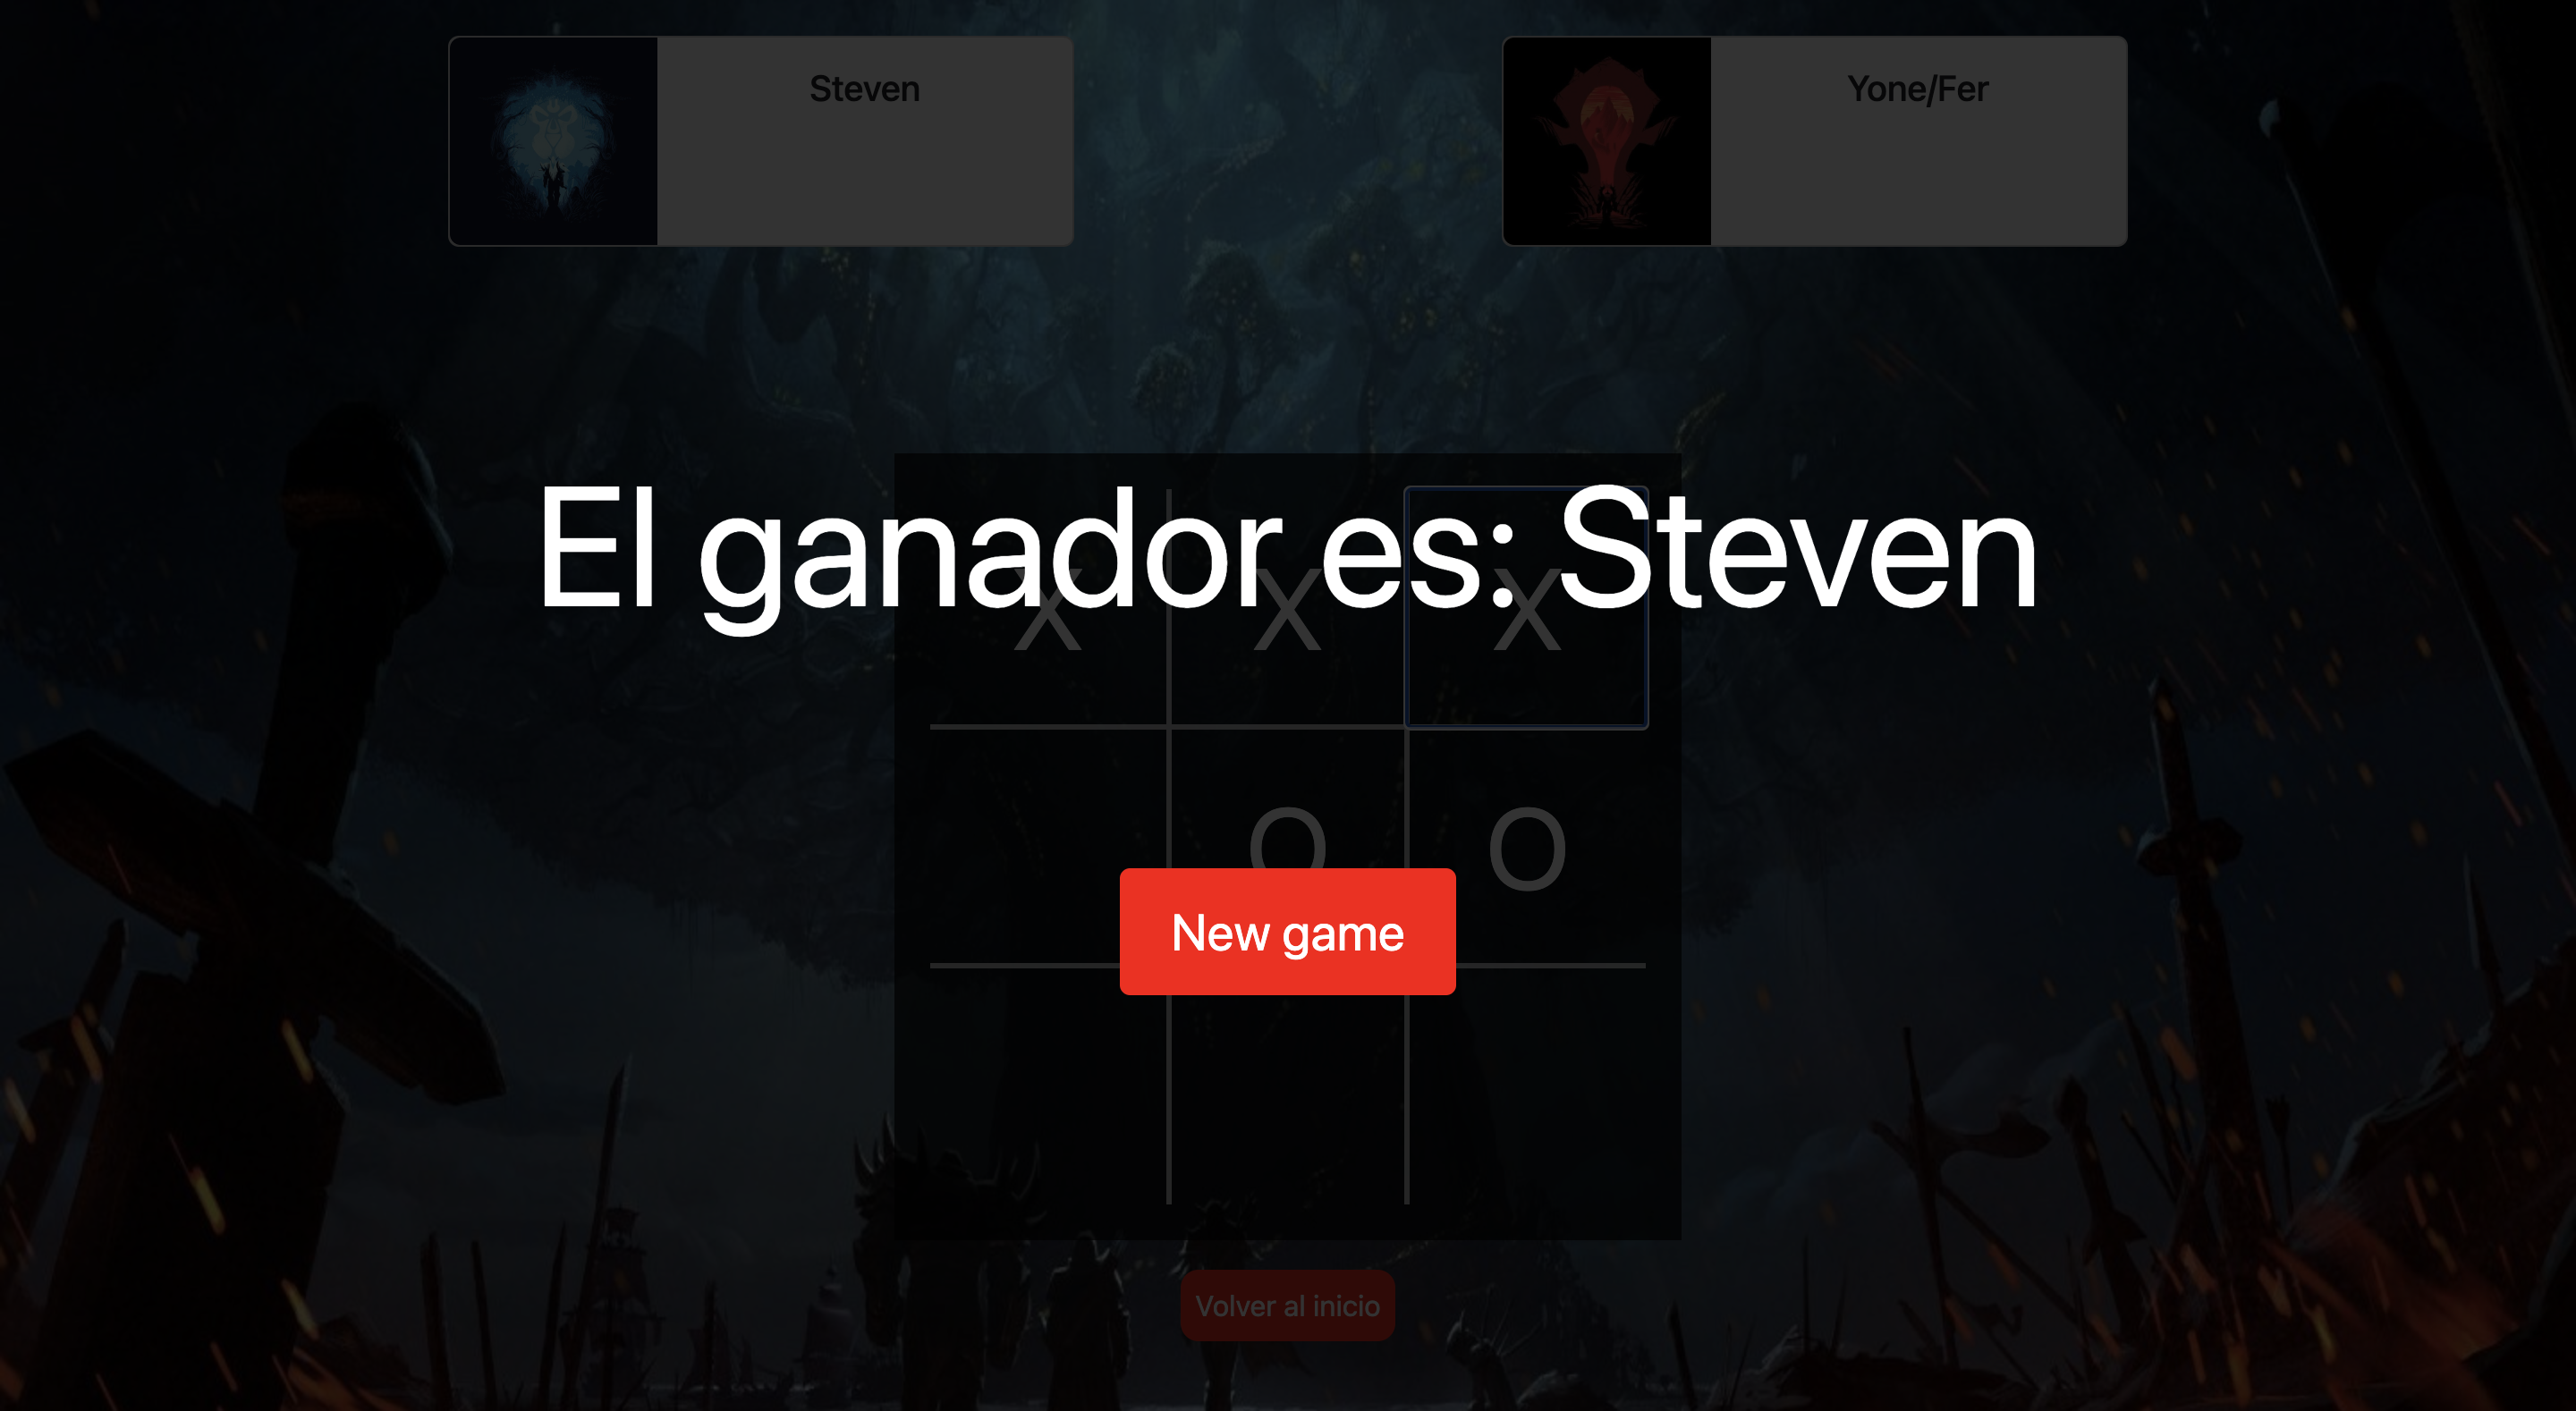 Steven
Yone/Fer
El ganador es: Steven
X X X
O O
New game
Volver al inicio